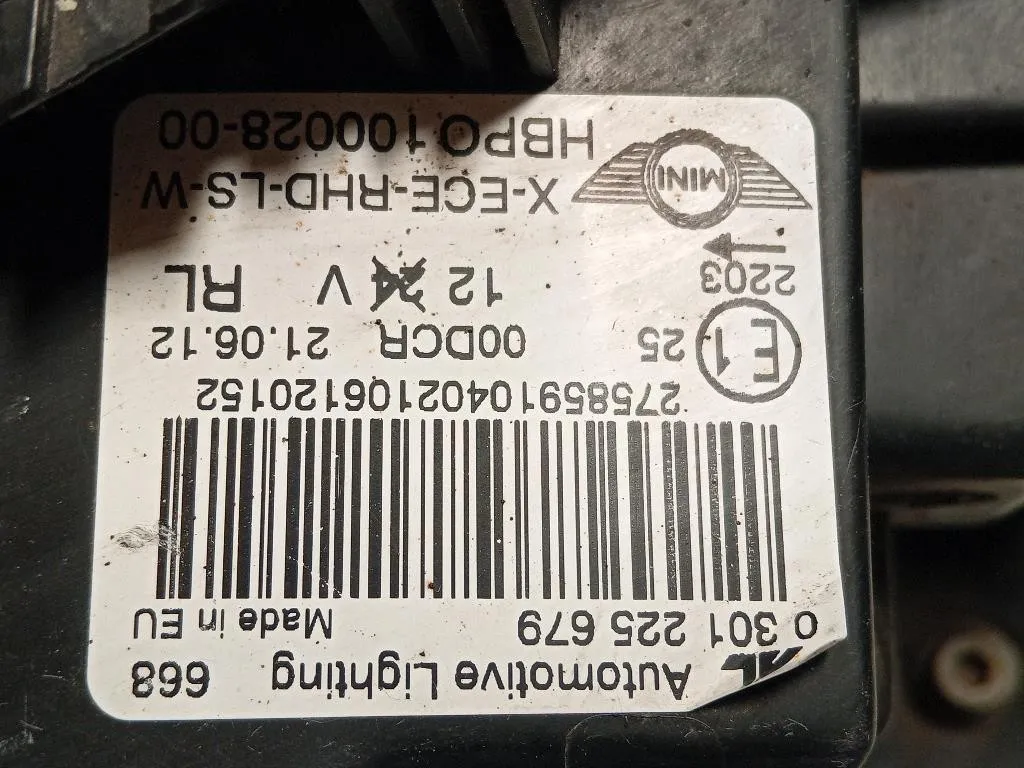 AL Automotive Lighting 668
0 301 225 679 Made in EU
27585910402106120152
E1 25 00DCR 21.06.12
2203 12 24 V RL
MINI X-ECE-RHD-LS-W
HBPO 100028-00